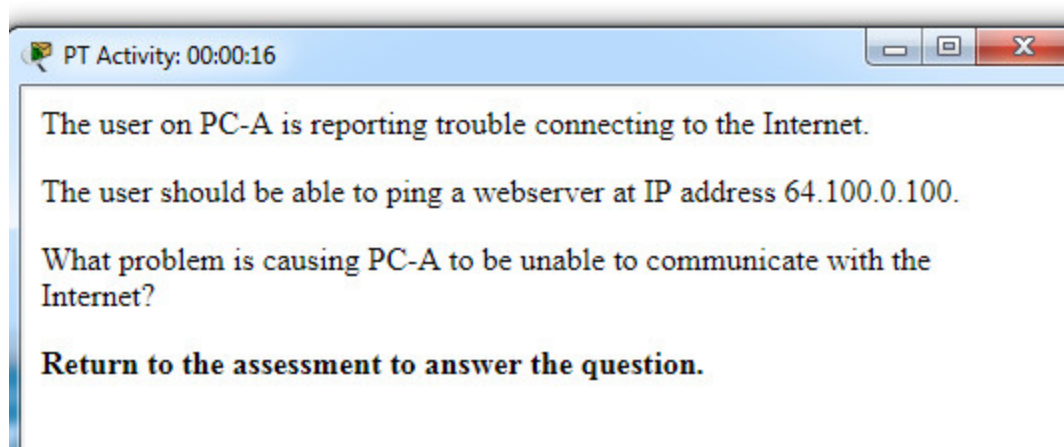 PT Activity: 00:00:16
The user on PC-A is reporting trouble connecting to the Internet.
The user should be able to ping a webserver at IP address 64.100.0.100.
What problem is causing PC-A to be unable to communicate with the
Internet?
Return to the assessment to answer the question.